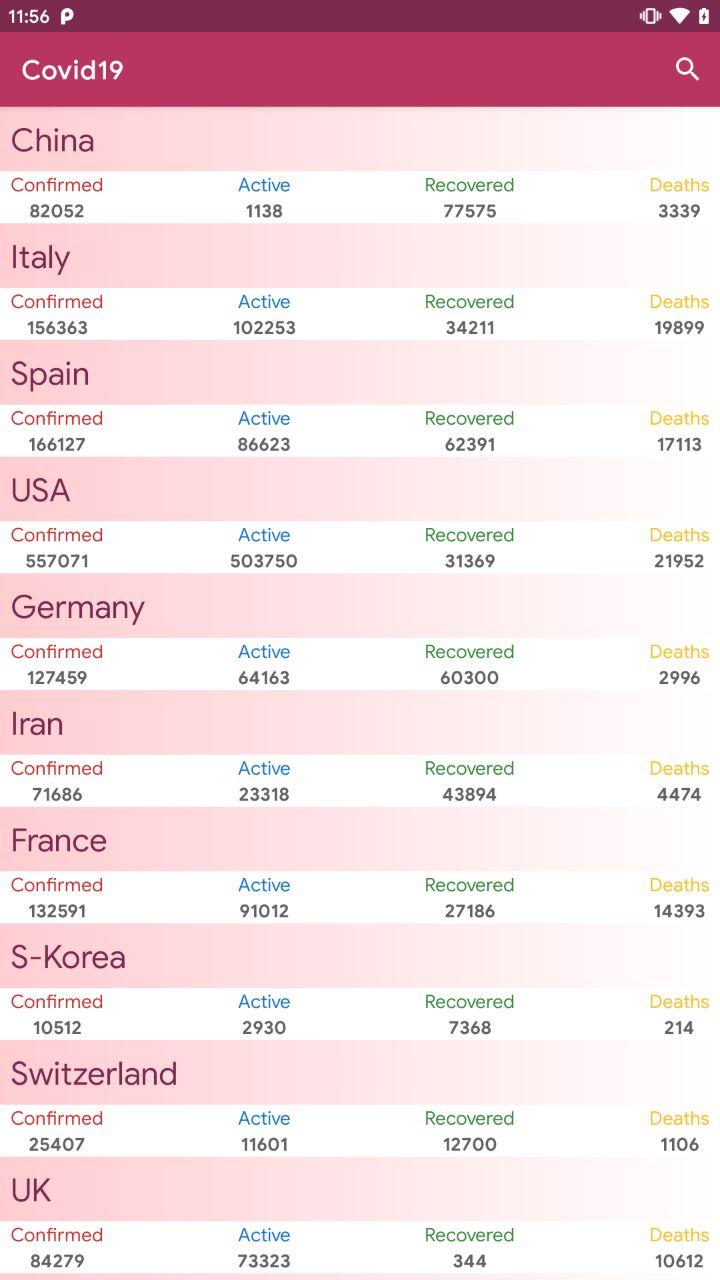 11:56
Covid19
China
Confirmed Active Recovered Deaths
82052 1138 77575 3339
Italy
Confirmed Active Recovered Deaths
156363 102253 34211 19899
Spain
Confirmed Active Recovered Deaths
166127 86623 62391 17113
USA
Confirmed Active Recovered Deaths
557071 503750 31369 21952
Germany
Confirmed Active Recovered Deaths
127459 64163 60300 2996
Iran
Confirmed Active Recovered Deaths
71686 23318 43894 4474
France
Confirmed Active Recovered Deaths
132591 91012 27186 14393
S-Korea
Confirmed Active Recovered Deaths
10512 2930 7368 214
Switzerland
Confirmed Active Recovered Deaths
25407 11601 12700 1106
UK
Confirmed Active Recovered Deaths
84279 73323 344 10612